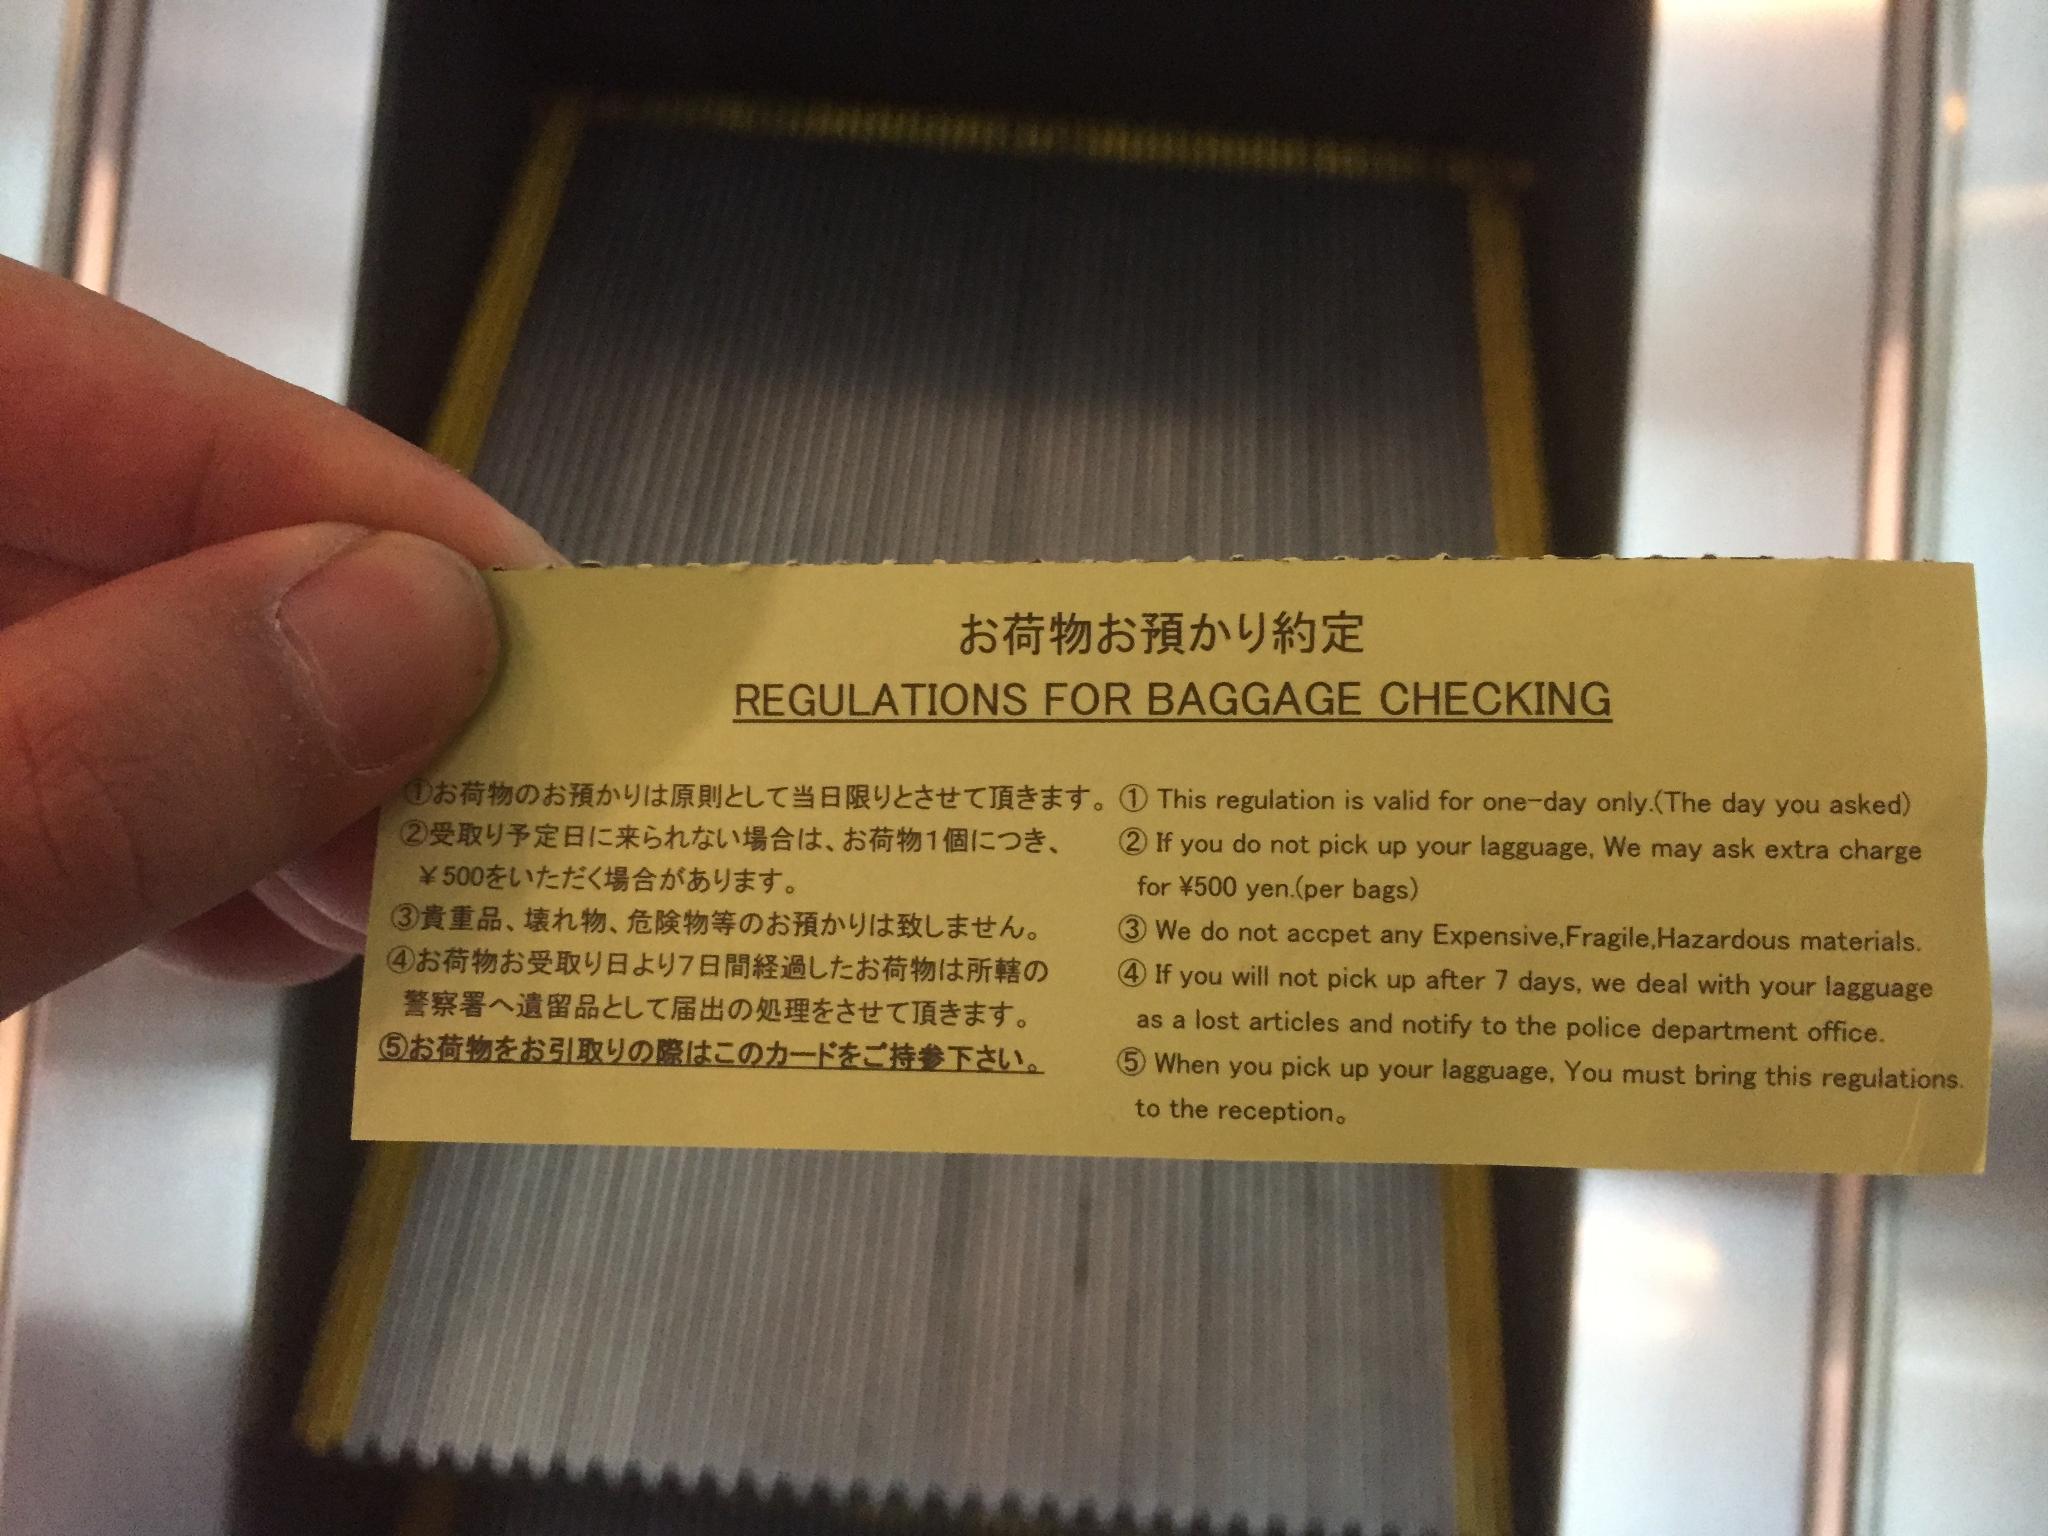 お荷物お預かり約定
REGULATIONS FOR BAGGAGE CHECKING
①お荷物のお預かりは原則として当日限りとさせて頂きます。
②受取り予定日に来られない場合は、お荷物１個につき、
￥500をいただく場合があります。
③貴重品、壊れ物、危険物等のお預かりは致しません。
④お荷物お受取り日より７日間経過したお荷物は所轄の
警察署へ遺留品として届出の処理をさせて頂きます。
⑤お荷物をお引取りの際はこのカードをご持参下さい。
① This regulation is valid for one-day only.(The day you asked)
② If you do not pick up your lagguage, We may ask extra charge
for ¥500 yen.(per bags)
③ We do not accpet any Expensive,Fragile,Hazardous materials.
④ If you will not pick up after 7 days, we deal with your lagguage
as a lost articles and notify to the police department office.
⑤ When you pick up your lagguage, You must bring this regulations.
to the reception。